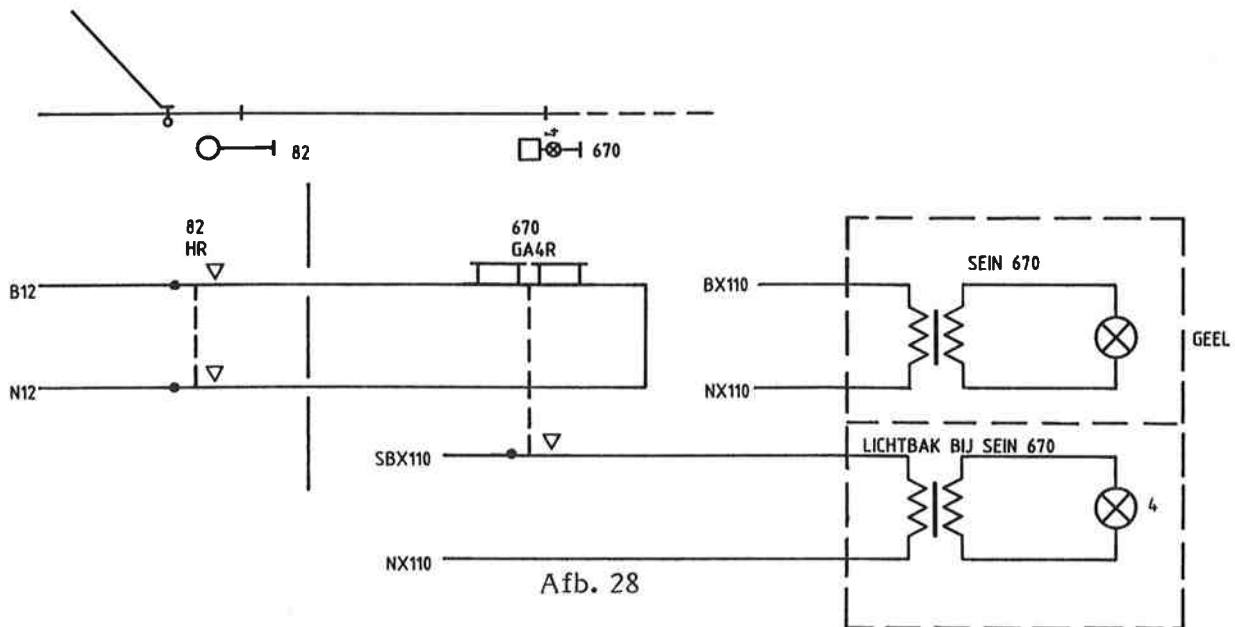 4
82
670
82
HR
670
GA4R
B12
N12
BX110
NX110
SEIN 670
GEEL
SBX110
NX110
LICHTBAK BIJ SEIN 670
4
Afb. 28